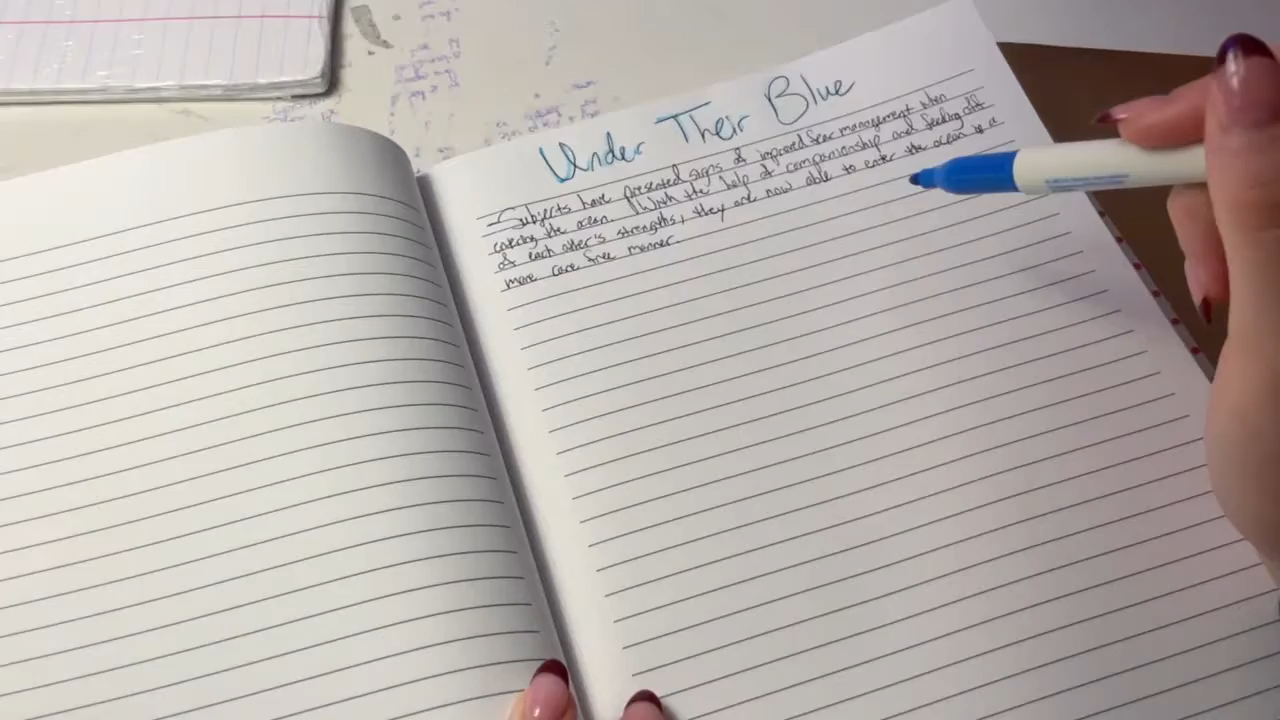 Under Their Blue
Subjects have presented signs of improved fear management when
entering the ocean. With the help of companionship and feeding off
of each other's strengths, they are now able to enter the ocean in a
more care free manner.